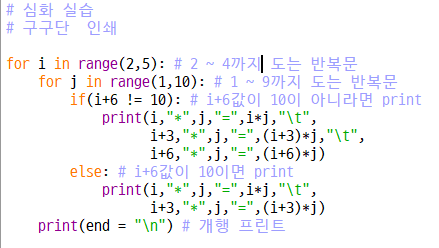 # 심화 실습
# 구구단  인쇄

for i in range(2,5): # 2 ~ 4까지 도는 반복문
    for j in range(1,10): # 1 ~ 9까지 도는 반복문
        if(i+6 != 10): # i+6값이 10이 아니라면 print
            print(i,"*",j,"=",i*j,"\t",
                  i+3,"*",j,"=",(i+3)*j,"\t",
                  i+6,"*",j,"=",(i+6)*j)
        else: # i+6값이 10이면 print
            print(i,"*",j,"=",i*j,"\t",
                  i+3,"*",j,"=",(i+3)*j)
    print(end = "\n") # 개행 프린트